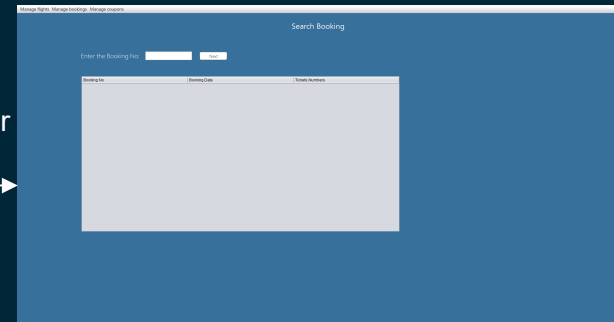 Manage flights Manage bookings Manage coupons
Search Booking
Enter the Booking No: Next
Booking No Booking Date Tickets Numbers
r